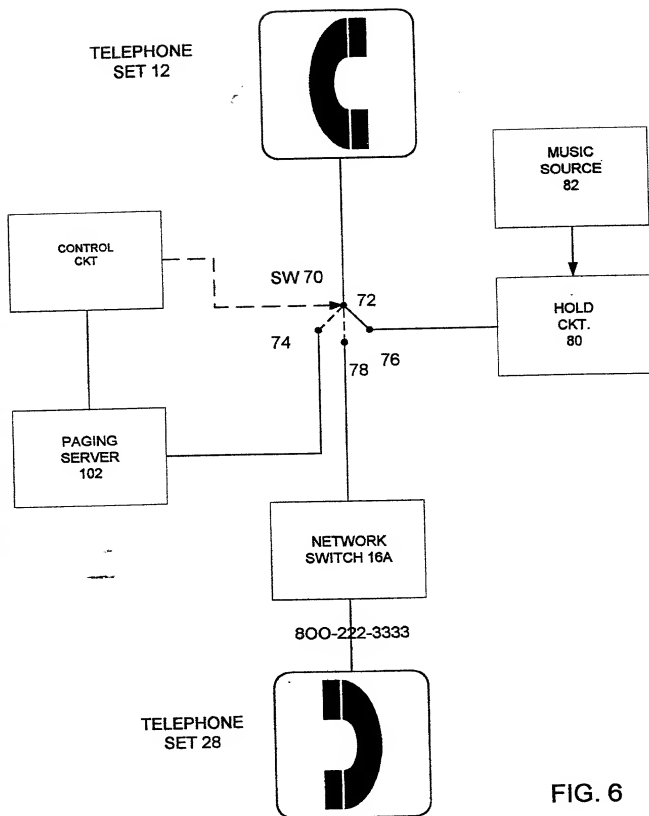 TELEPHONE
SET 12
MUSIC
SOURCE
82
CONTROL
CKT
SW 70
72
HOLD
CKT.
80
74
76
78
PAGING
SERVER
102
NETWORK
SWITCH 16A
800-222-3333
TELEPHONE
SET 28
FIG. 6